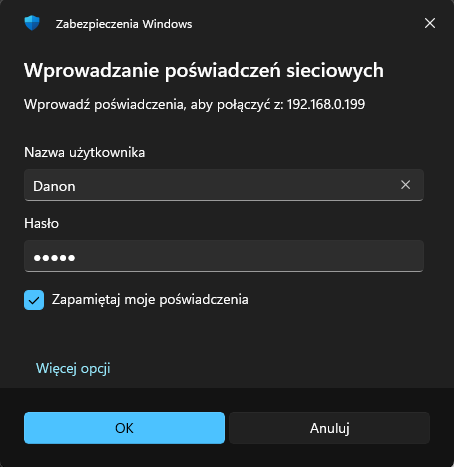 Zabezpieczenia Windows
Wprowadzanie poświadczeń sieciowych
Wprowadź poświadczenia, aby połączyć z: 192.168.0.199
Nazwa użytkownika
Danon
Hasło
●●●●●
Zapamiętaj moje poświadczenia
Więcej opcji
OK
Anuluj